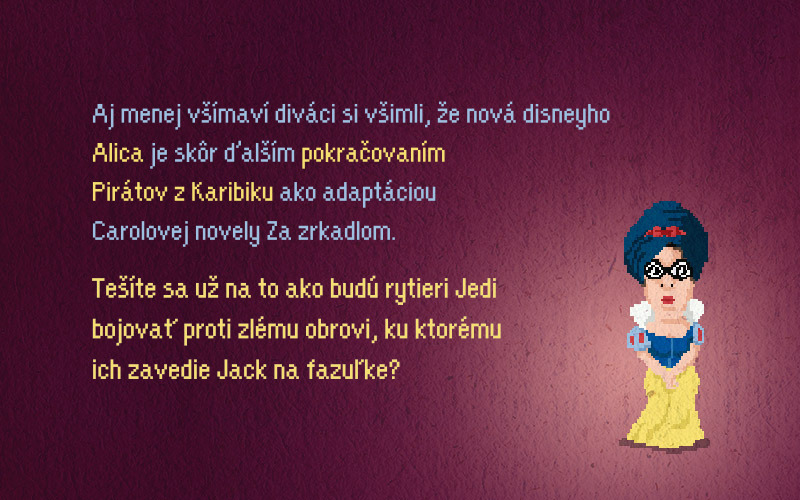 Aj menej všímaví diváci si všimli, že nová disneyho
Alica je skôr ďalším pokračovaním
Pirátov z Karibiku ako adaptáciou
Carolovej novely Za zrkadlom.
Tešíte sa už na to ako budú rytieri Jedi
bojovať proti zlému obrovi, ku ktorému
ich zavedie Jack na fazuľke?